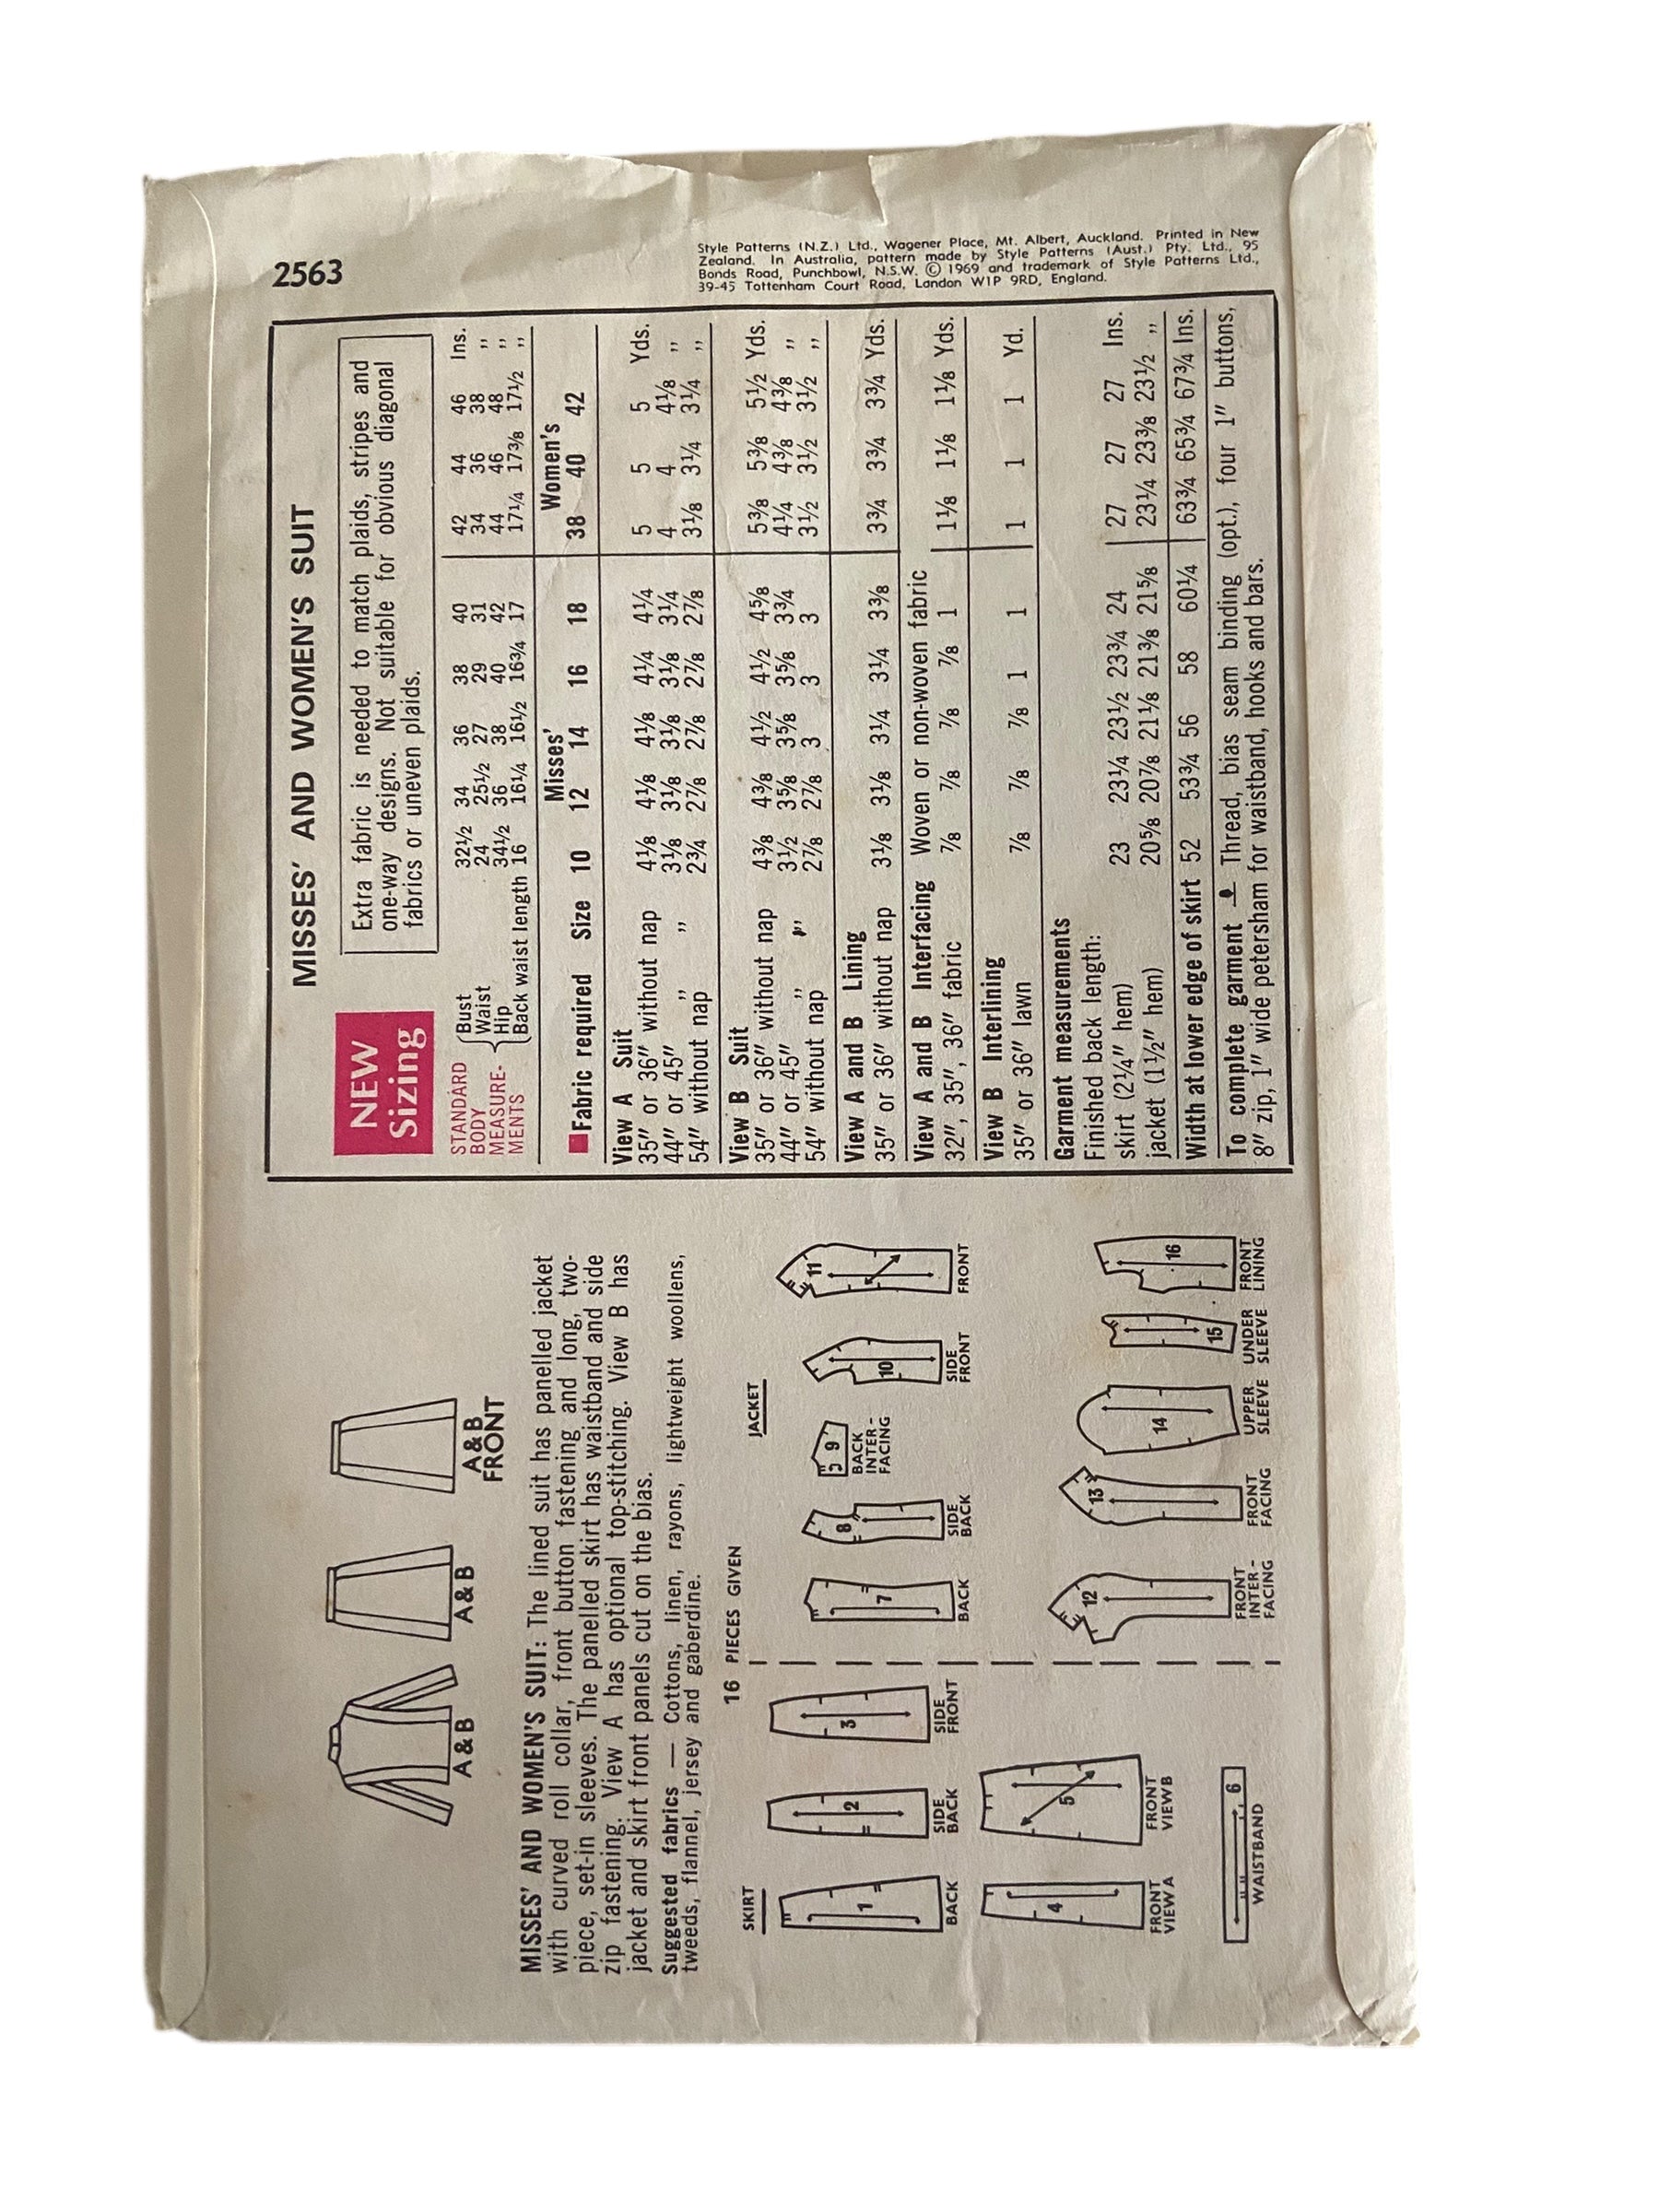 A & B
A & B
A & B
FRONT
MISSES' AND WOMEN'S SUIT: The lined suit has panelled jacket
with curved roll collar, front button fastening and long, two-
piece, set-in sleeves. The panelled skirt has waistband and side
zip fastening. View A has optional top-stitching. View B has
jacket and skirt front panels cut on the bias.
Suggested fabrics — Cottons, linen, rayons, lightweight woollens,
tweeds, flannel, jersey and gaberdine.
16 PIECES GIVEN
SKIRT
1
BACK
2
SIDE
BACK
3
SIDE
FRONT
4
FRONT
VIEW A
5
FRONT
VIEW B
6
WAISTBAND
JACKET
7
BACK
8
SIDE
BACK
9
BACK
INTER-
FACING
10
SIDE
FRONT
11
FRONT
12
FRONT
INTER-
FACING
13
FRONT
FACING
14
UPPER
SLEEVE
15
UNDER
SLEEVE
16
FRONT
LINING
2563
MISSES' AND WOMEN'S SUIT
NEW
Sizing
Extra fabric is needed to match plaids, stripes and
one-way designs. Not suitable for obvious diagonal
fabrics or uneven plaids.
STANDARD
BODY
MEASURE-
MENTS
Bust 32½ 34 36 38 40 42 44 46 Ins.
Waist 24 25½ 27 29 31 34 36 38 ,,
Hip 34½ 36 38 40 42 44 46 48 ,,
Back waist length 16 16¼ 16½ 16¾ 17 17¼ 17⅜ 17½ ,,
Misses' Women's
Fabric required Size 10 12 14 16 18 38 40 42
View A Suit
35" or 36" without nap 4⅛ 4⅛ 4⅛ 4¼ 4¼ 5 5 5 Yds.
44" or 45" ,, ,, 3⅛ 3⅛ 3⅛ 3⅛ 3¼ 4 4 4⅛ ,,
54" without nap 2¾ 2⅞ 2⅞ 2⅞ 2⅞ 3⅛ 3¼ 3¼ ,,
View B Suit
35" or 36" without nap 4⅜ 4⅜ 4½ 4½ 4⅝ 5⅜ 5⅜ 5½ Yds.
44" or 45" ,, ,, 3½ 3⅝ 3⅝ 3⅝ 3¾ 4¼ 4⅜ 4⅜ ,,
54" without nap 2⅞ 2⅞ 3 3 3 3½ 3½ 3½ ,,
View A and B Lining
35" or 36" without nap 3⅛ 3⅛ 3¼ 3¼ 3⅜ 3¾ 3¾ 3¾ Yds.
View A and B Interfacing Woven or non-woven fabric
32", 35", 36" fabric ⅞ ⅞ ⅞ ⅞ 1 1⅛ 1⅛ 1⅛ Yds.
View B Interlining
35" or 36" lawn ⅞ ⅞ ⅞ 1 1 1 1 1 Yd.
Garment measurements
Finished back length:
skirt (2¼" hem) 23 23¼ 23½ 23¾ 24 27 27 27 Ins.
jacket (1½" hem) 20⅝ 20⅞ 21⅛ 21⅜ 21⅝ 23¼ 23⅜ 23½ ,,
Width at lower edge of skirt 52 53¾ 56 58 60¼ 63¾ 65¾ 67¾ Ins.
To complete garment Thread, bias seam binding (opt.), four 1" buttons,
8" zip, 1" wide petersham for waistband, hooks and bars.
Style Patterns (N.Z.) Ltd., Wagener Place, Mt. Albert, Auckland. Printed in New
Zealand. In Australia, pattern made by Style Patterns (Aust.) Pty. Ltd., 95
Bonds Road, Punchbowl, N.S.W. © 1969 and trademark of Style Patterns Ltd.,
39-45 Tottenham Court Road, London W1P 9RD, England.